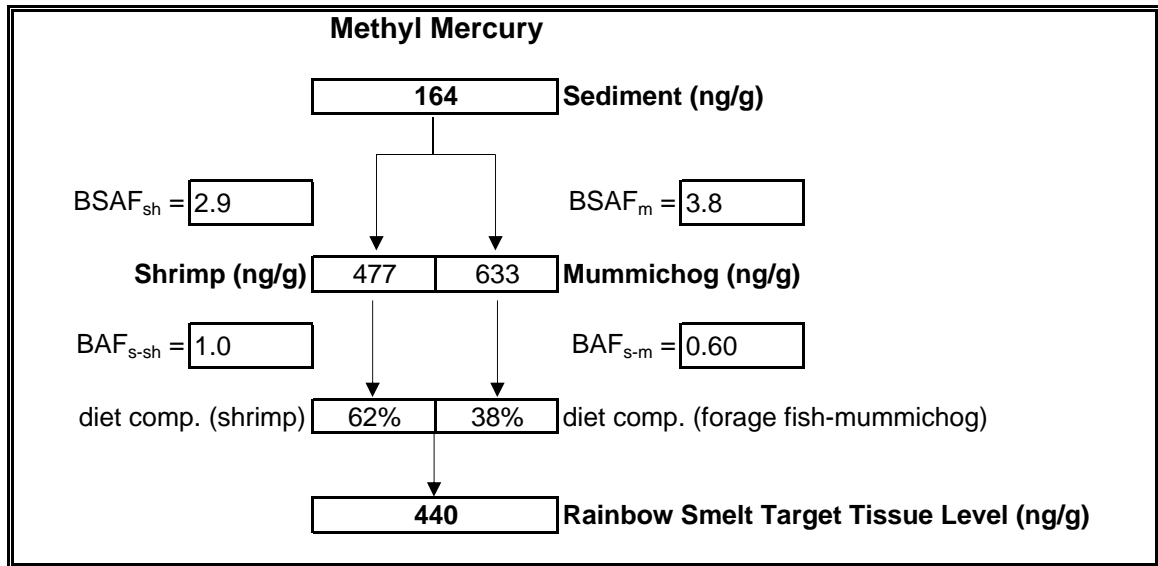 Methyl Mercury
164 Sediment (ng/g)
BSAF_sh = 2.9 BSAF_m = 3.8
Shrimp (ng/g) 477 633 Mummichog (ng/g)
BAF_s-sh = 1.0 BAF_s-m = 0.60
diet comp. (shrimp) 62% 38% diet comp. (forage fish-mummichog)
440 Rainbow Smelt Target Tissue Level (ng/g)